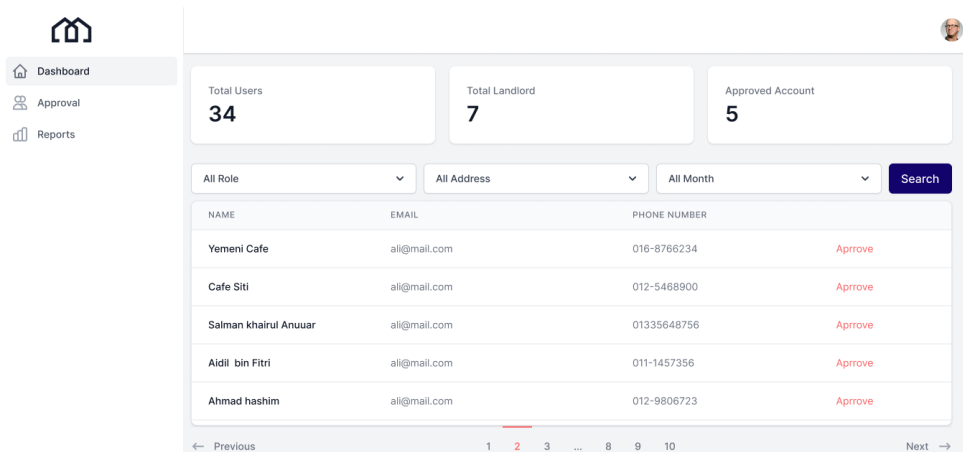 Dashboard
Approval
Reports
Total Users
34
Total Landlord
7
Approved Account
5
All Role
All Address
All Month
Search
NAME EMAIL PHONE NUMBER
Yemeni Cafe ali@mail.com 016-8766234 Aprrove
Cafe Siti ali@mail.com 012-5468900 Aprrove
Salman khairul Anuuar ali@mail.com 01335648756 Aprrove
Aidil  bin Fitri ali@mail.com 011-1457356 Aprrove
Ahmad hashim ali@mail.com 012-9806723 Aprrove
← Previous 1 2 3 ... 8 9 10 Next →